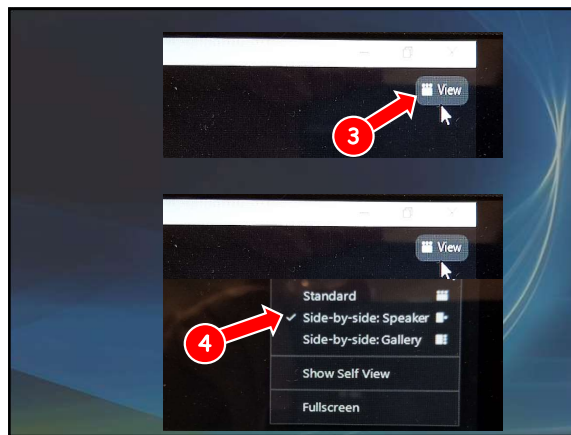 View
3
View
Standard
✓ Side-by-side: Speaker
4
Side-by-side: Gallery
Show Self View
Fullscreen